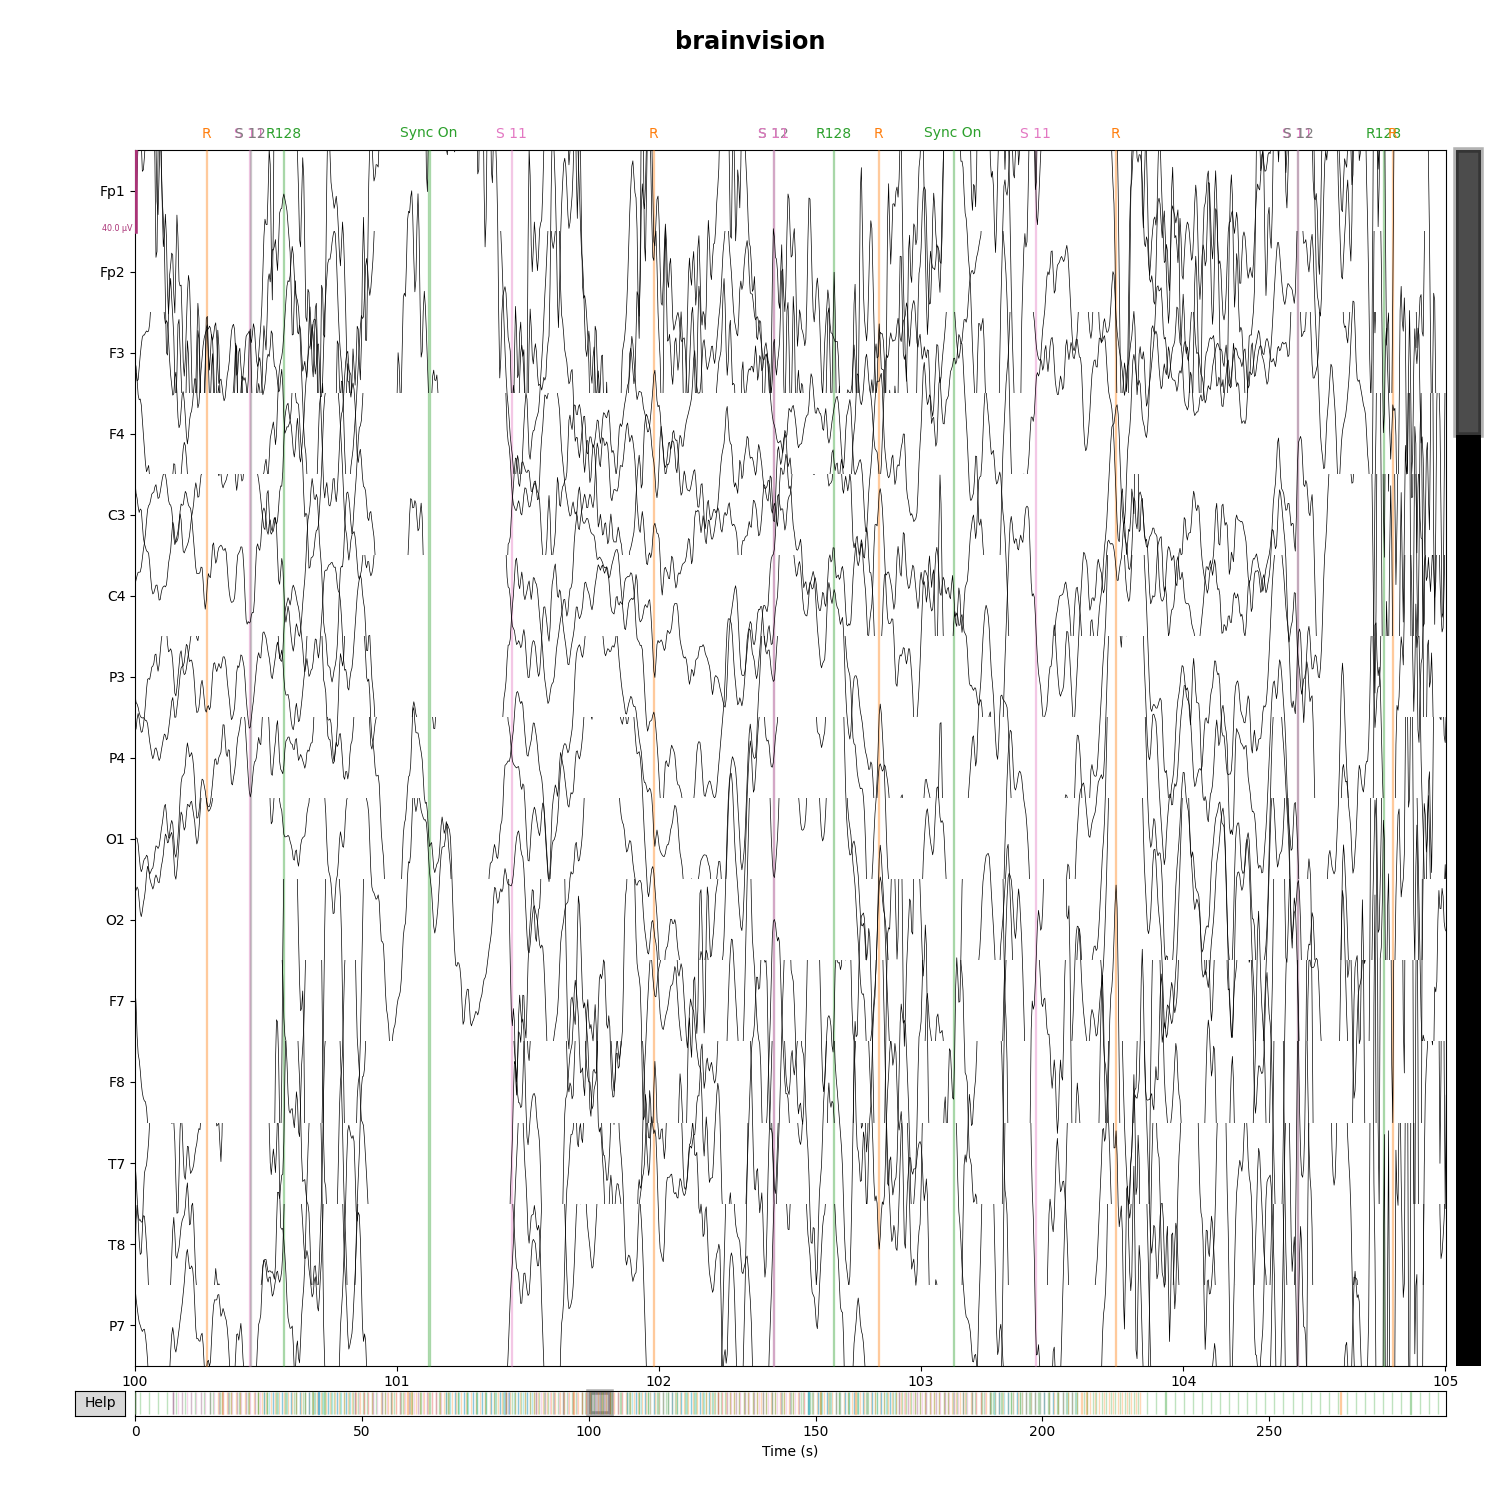 brainvision
R S 11 R128 Sync On S 11 R S 11 R128 R Sync On S 11 R S 11 R128
Fp1
40.0 µV
Fp2
F3
F4
C3
C4
P3
P4
O1
O2
F7
F8
T7
T8
P7
100 101 102 103 104 105
Help
0 50 100 150 200 250
Time (s)